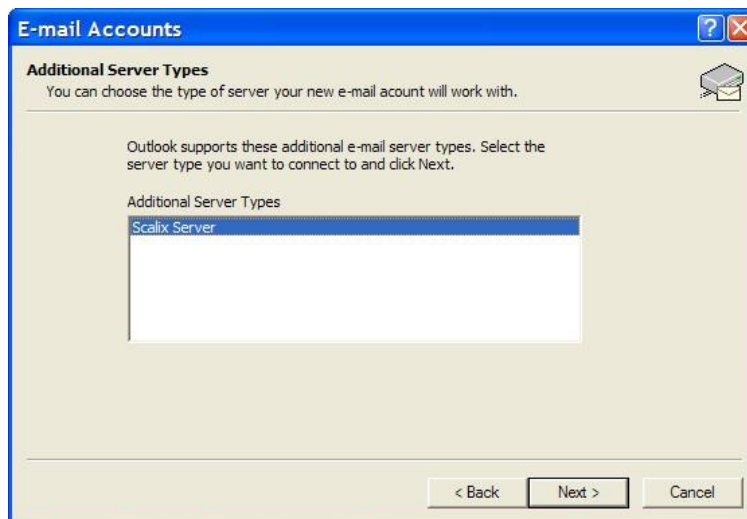 E-mail Accounts
Additional Server Types
You can choose the type of server your new e-mail acount will work with.
Outlook supports these additional e-mail server types. Select the
server type you want to connect to and click Next.
Additional Server Types
Scalix Server
< Back Next > Cancel